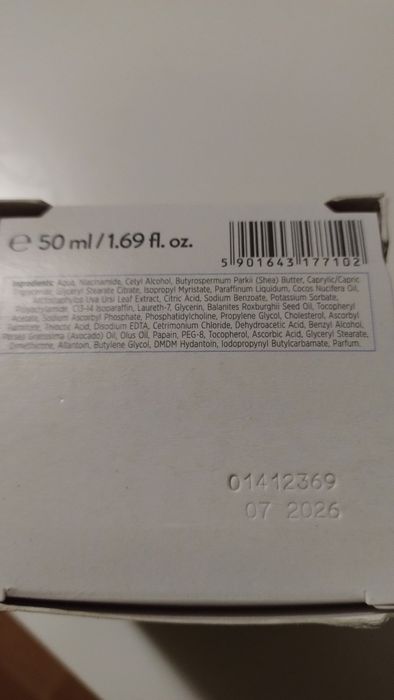 e 50 ml/1.69 fl. oz.
5 901643 177102
Ingredients: Aqua, Niacinamide, Cetyl Alcohol, Butyrospermum Parkii (Shea) Butter, Caprylic/Capric
Triglyceride, Glyceryl Stearate Citrate, Isopropyl Myristate, Paraffinum Liquidum, Cocos Nucifera Oil,
Arctostaphylos Uva Ursi Leaf Extract, Citric Acid, Sodium Benzoate, Potassium Sorbate,
Polyacrylamide, C13-14 Isoparaffin, Laureth-7, Glycerin, Balanites Roxburghii Seed Oil, Tocopheryl
Acetate, Sodium Ascorbyl Phosphate, Phosphatidylcholine, Propylene Glycol, Cholesterol, Ascorbyl
Palmitate, Thioctic Acid, Disodium EDTA, Cetrimonium Chloride, Dehydroacetic Acid, Benzyl Alcohol,
Persea Gratissima (Avocado) Oil, Olus Oil, Papain, PEG-8, Tocopherol, Ascorbic Acid, Glyceryl Stearate,
Dimethicone, Allantoin, Butylene Glycol, DMDM Hydantoin, Iodopropynyl Butylcarbamate, Parfum.
01412369
07 2026